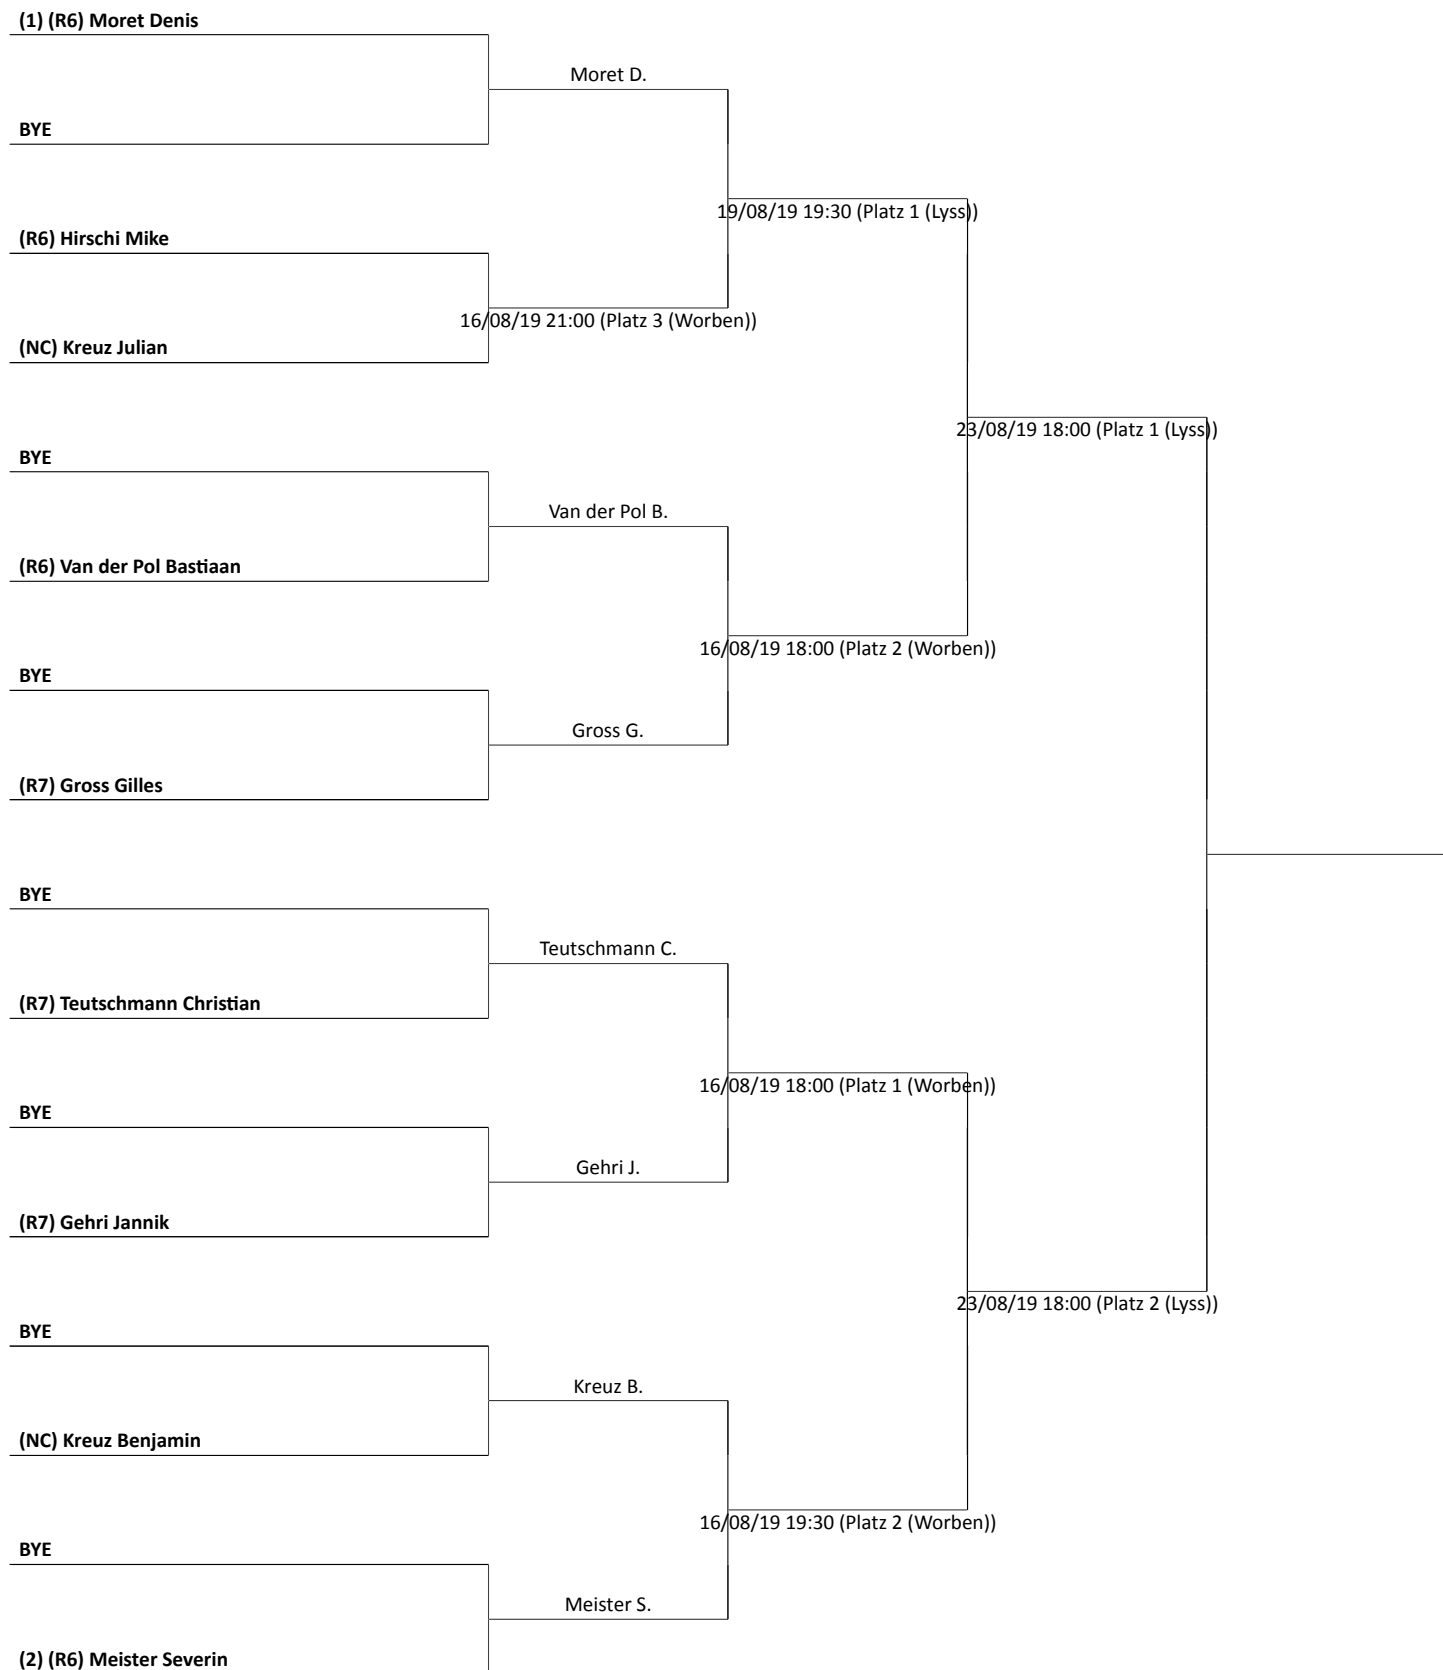 (1) (R6) Moret Denis
Moret D.
BYE
19/08/19 19:30 (Platz 1 (Lyss))
(R6) Hirschi Mike
16/08/19 21:00 (Platz 3 (Worben))
(NC) Kreuz Julian
23/08/19 18:00 (Platz 1 (Lyss))
BYE
Van der Pol B.
(R6) Van der Pol Bastiaan
16/08/19 18:00 (Platz 2 (Worben))
BYE
Gross G.
(R7) Gross Gilles
BYE
Teutschmann C.
(R7) Teutschmann Christian
16/08/19 18:00 (Platz 1 (Worben))
BYE
Gehri J.
(R7) Gehri Jannik
23/08/19 18:00 (Platz 2 (Lyss))
BYE
Kreuz B.
(NC) Kreuz Benjamin
16/08/19 19:30 (Platz 2 (Worben))
BYE
Meister S.
(2) (R6) Meister Severin